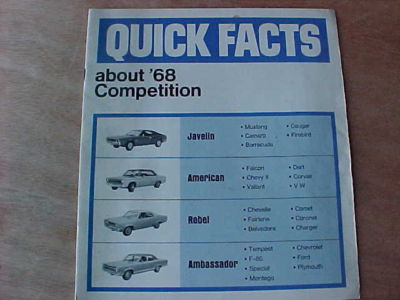 QUICK FACTS
about '68
Competition
Javelin
• Mustang
• Camaro
• Barracuda
• Cougar
• Firebird
American
• Falcon
• Chevy II
• Valiant
• Dart
• Corvair
• V W
Rebel
• Chevelle
• Fairlane
• Belvedere
• Comet
• Coronet
• Charger
Ambassador
• Tempest
• F-85
• Special
• Montego
• Chevrolet
• Ford
• Plymouth